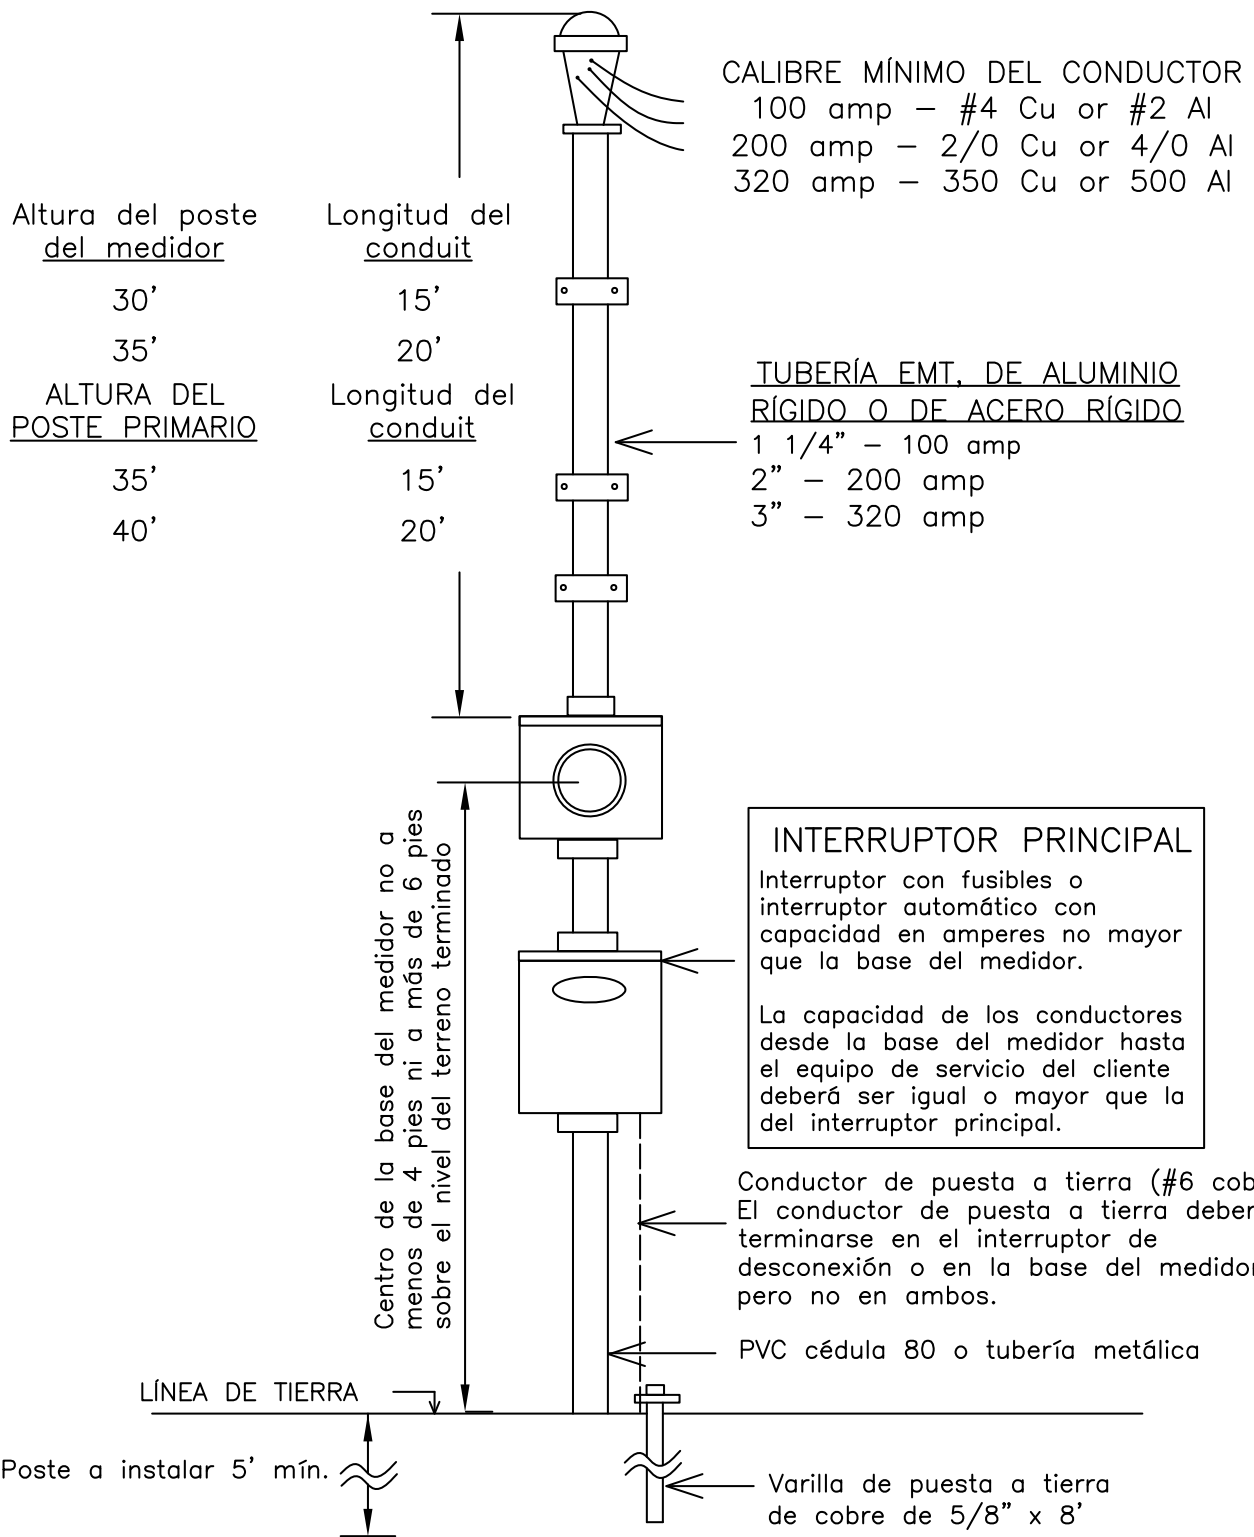 CALIBRE MÍNIMO DEL CONDUCTOR
100 amp – #4 Cu or #2 Al
200 amp – 2/0 Cu or 4/0 Al
320 amp – 350 Cu or 500 Al
Altura del poste
del medidor
30'
35'
Longitud del
conduit
15'
20'
ALTURA DEL
POSTE PRIMARIO
35'
40'
Longitud del
conduit
15'
20'
TUBERÍA EMT, DE ALUMINIO
RÍGIDO O DE ACERO RÍGIDO
1 1/4" – 100 amp
2" – 200 amp
3" – 320 amp
Centro de la base del medidor no a
menos de 4 pies ni a más de 6 pies
sobre el nivel del terreno terminado
INTERRUPTOR PRINCIPAL
Interruptor con fusibles o
interruptor automático con
capacidad en amperes no mayor
que la base del medidor.
La capacidad de los conductores
desde la base del medidor hasta
el equipo de servicio del cliente
deberá ser igual o mayor que la
del interruptor principal.
Conductor de puesta a tierra (#6 cob
El conductor de puesta a tierra deber
terminarse en el interruptor de
desconexión o en la base del medidor
pero no en ambos.
PVC cédula 80 o tubería metálica
LÍNEA DE TIERRA
Poste a instalar 5' mín.
Varilla de puesta a tierra
de cobre de 5/8" x 8'